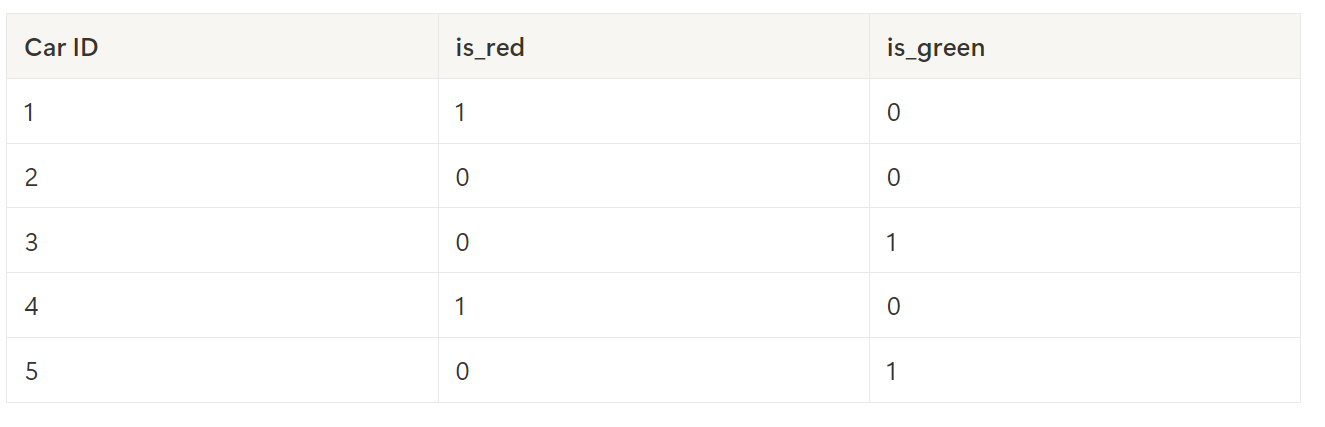 Car ID is_red is_green
1 1 0
2 0 0
3 0 1
4 1 0
5 0 1